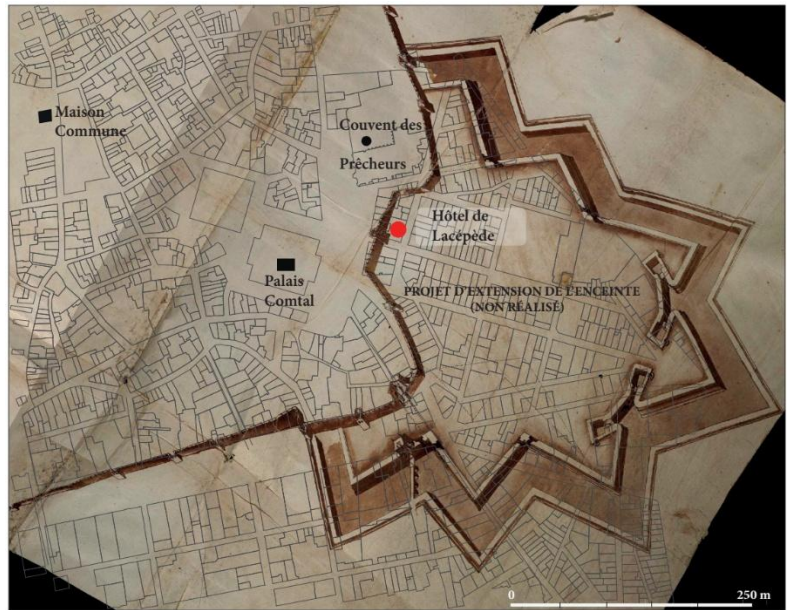 Maison
Commune
Couvent des
Prêcheurs
Hôtel de
Lacépède
Palais
Comtal
PROJET D'EXTENSION DE L'ENCEINTE
(NON RÉALISÉ)
0
250 m